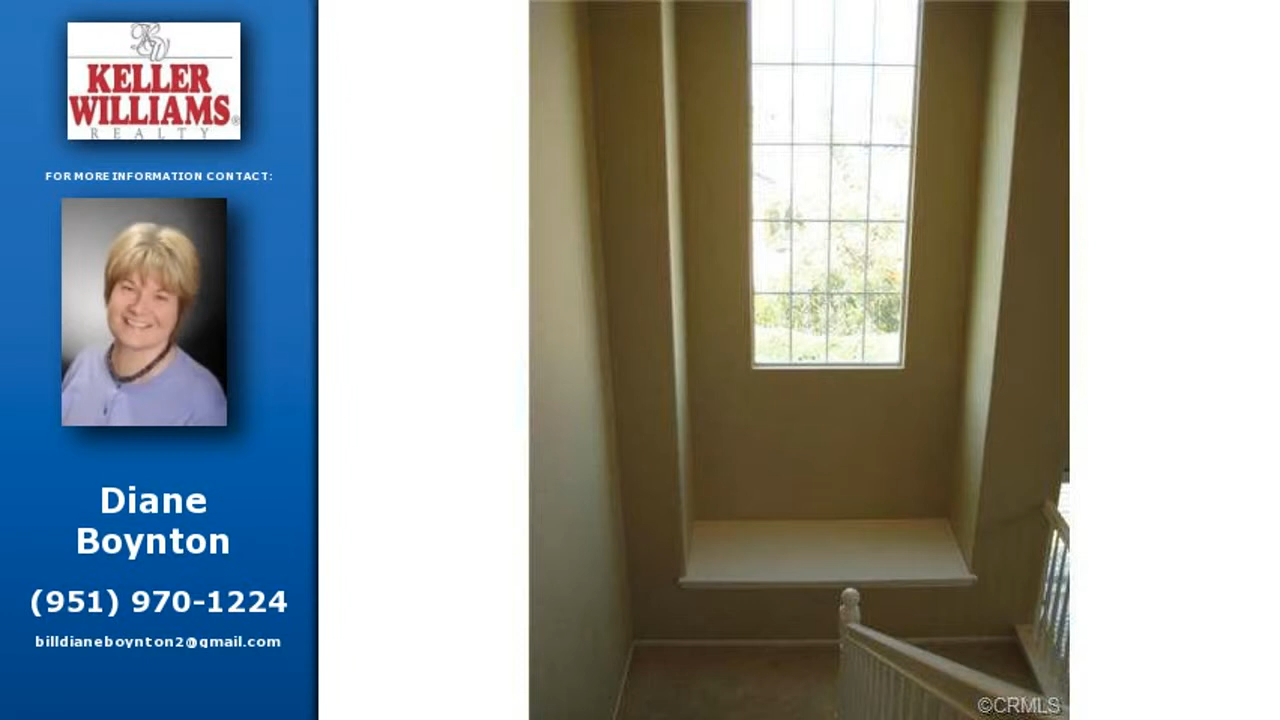 KW
KELLER
WILLIAMS®
REALTY
FOR MORE INFORMATION CONTACT:
Diane
Boynton
(951) 970-1224
billdianeboynton2@gmail.com
©CRMLS